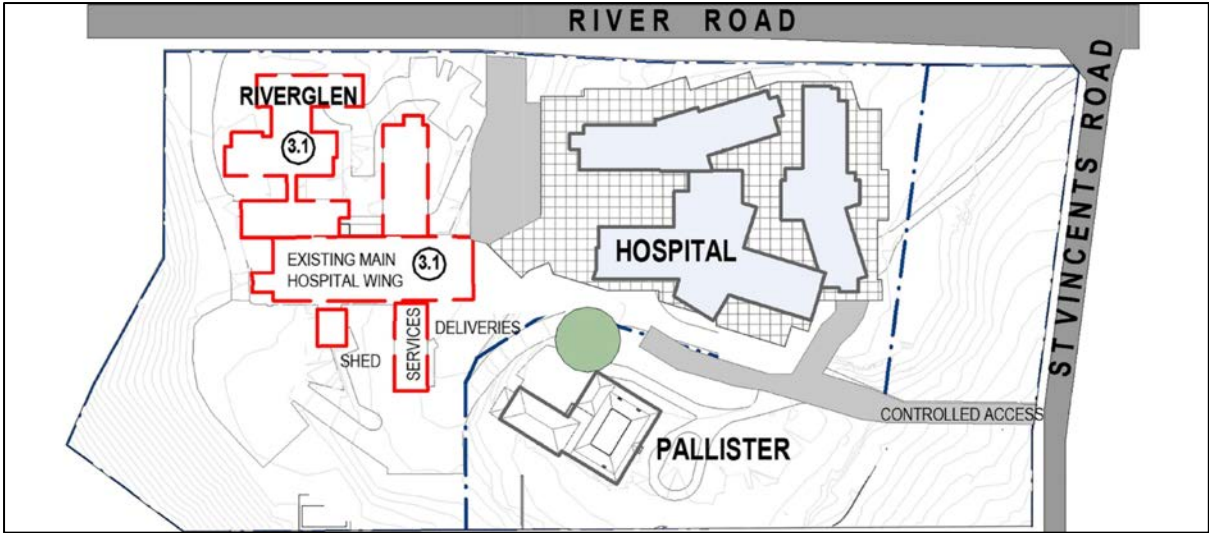 RIVER ROAD
RIVERGLEN
3.1
ST VINCENTS ROAD
HOSPITAL
EXISTING MAIN
HOSPITAL WING
3.1
SERVICES
DELIVERIES
SHED
CONTROLLED ACCESS
PALLISTER